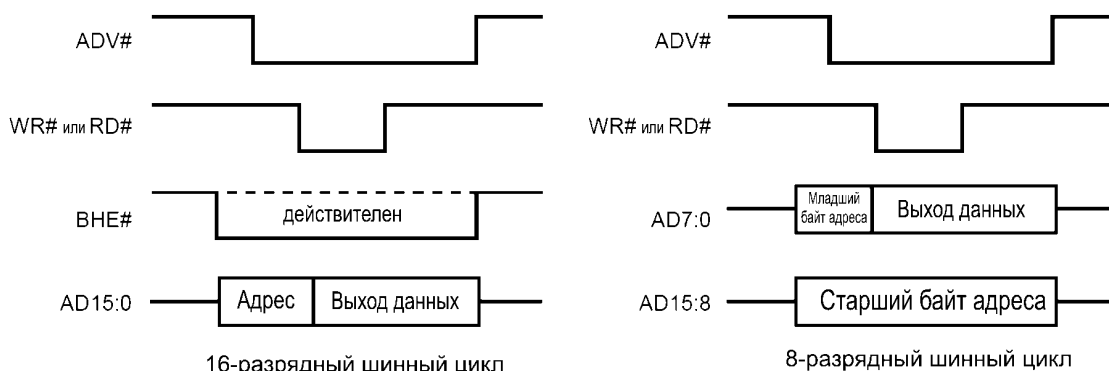 ADV#
WR# или RD#
BHE#
действителен
AD15:0
Адрес
Выход данных
16-разрядный шинный цикл
ADV#
WR# или RD#
AD7:0
Младший
байт адреса
Выход данных
AD15:8
Старший байт адреса
8-разрядный шинный цикл